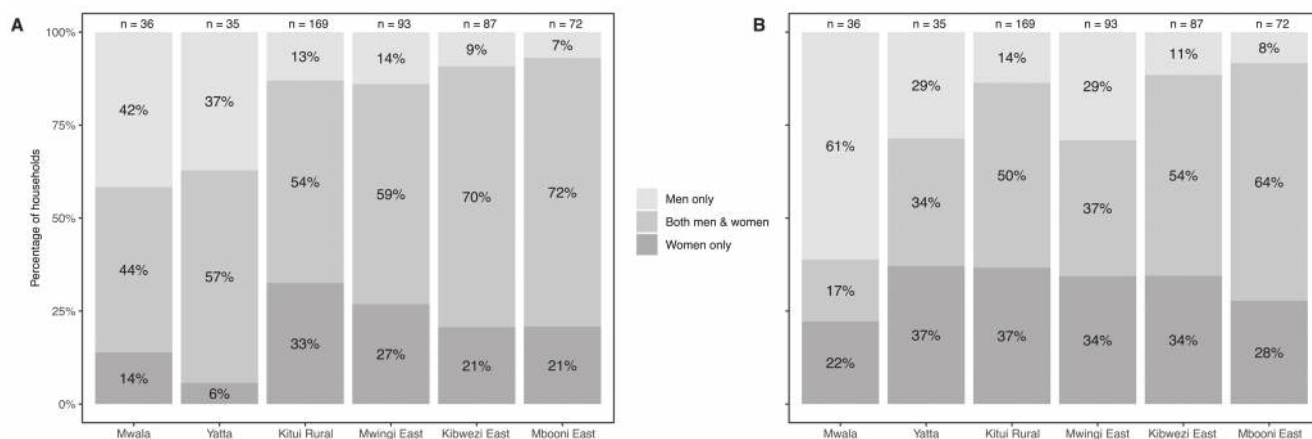 A
n = 36 n = 35 n = 169 n = 93 n = 87 n = 72
Percentage of households
100%
75%
50%
25%
0%
42% 37% 13% 14% 9% 7%
44% 57% 54% 59% 70% 72%
14% 6% 33% 27% 21% 21%
Mwala Yatta Kitui Rural Mwingi East Kibwezi East Mbooni East
Men only
Both men & women
Women only
B
n = 36 n = 35 n = 169 n = 93 n = 87 n = 72
61% 29% 14% 29% 11% 8%
17% 34% 50% 37% 54% 64%
22% 37% 37% 34% 34% 28%
Mwala Yatta Kitui Rural Mwingi East Kibwezi East Mbooni East